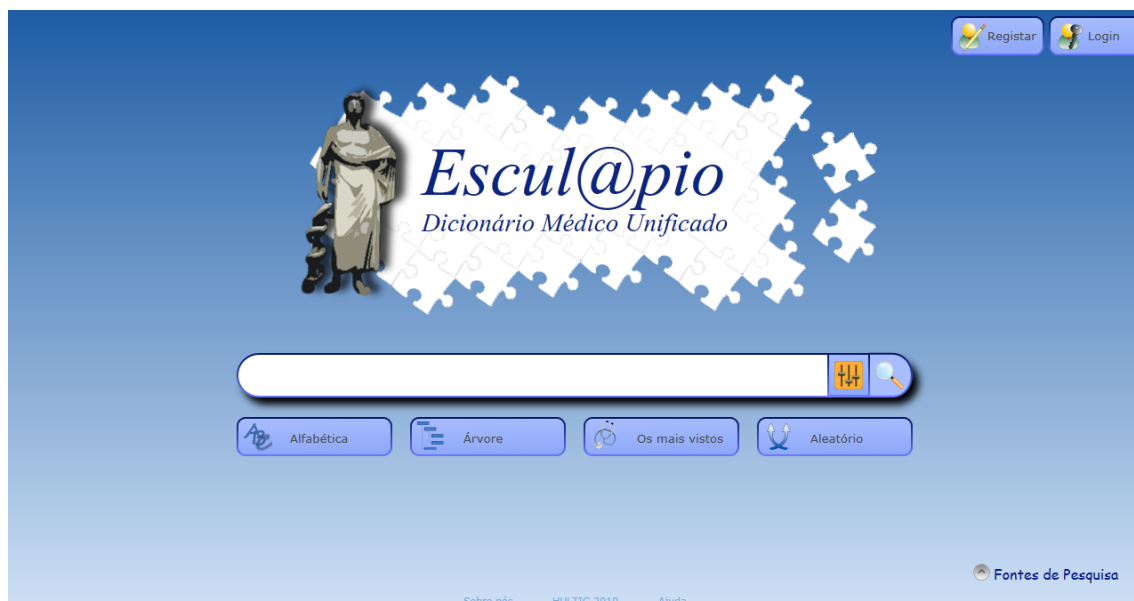 Registar
Login
Escul@pio
Dicionário Médico Unificado
Alfabética
Árvore
Os mais vistos
Aleatório
Fontes de Pesquisa